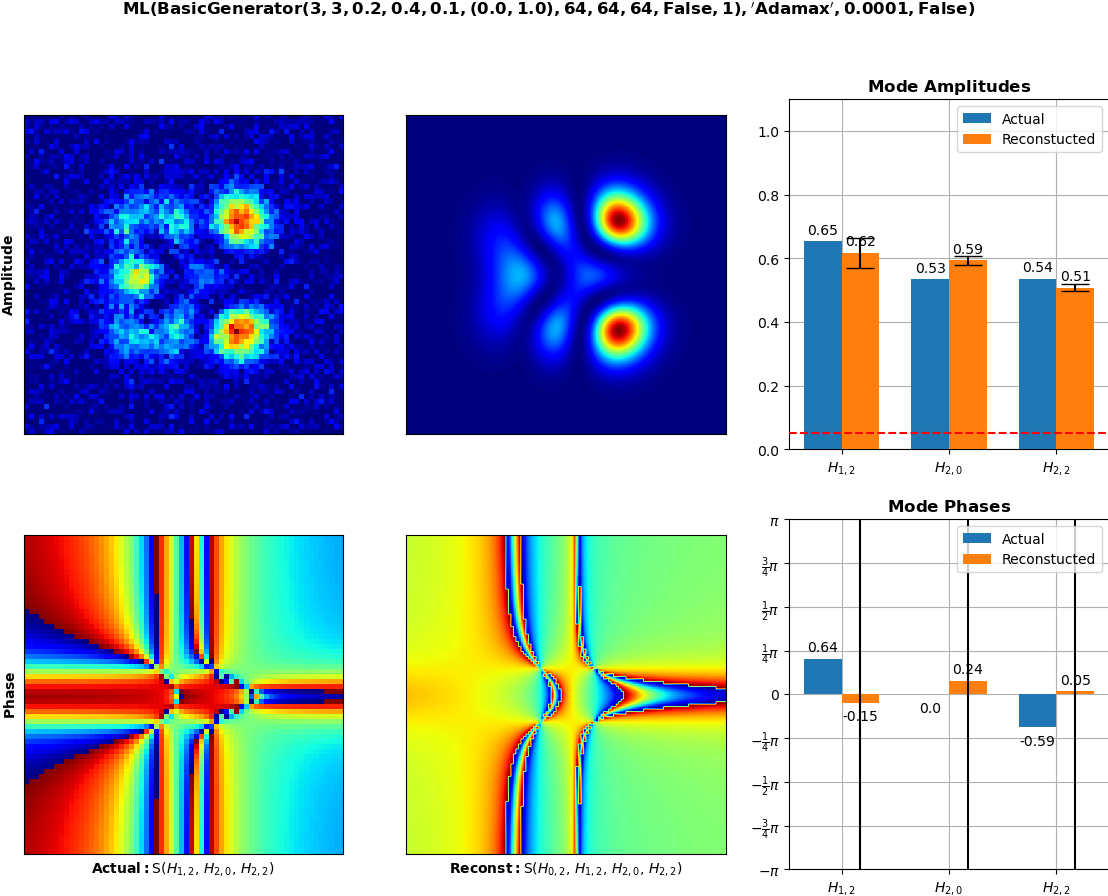 ML(BasicGenerator(3, 3, 0.2, 0.4, 0.1, (0.0, 1.0), 64, 64, 64, False, 1), ′Adamax′, 0.0001, False)
Amplitude
Mode Amplitudes
Actual
Reconstucted
1.0
0.8
0.6
0.4
0.2
0.0
0.65
0.62
0.53
0.59
0.54
0.51
H1,2
H2,0
H2,2
Phase
Actual: S(H1,2, H2,0, H2,2)
Reconst: S(H0,2, H1,2, H2,0, H2,2)
Mode Phases
Actual
Reconstucted
π
3/4π
1/2π
1/4π
0
−1/4π
−1/2π
−3/4π
−π
0.64
-0.15
0.0
0.24
-0.59
0.05
H1,2
H2,0
H2,2